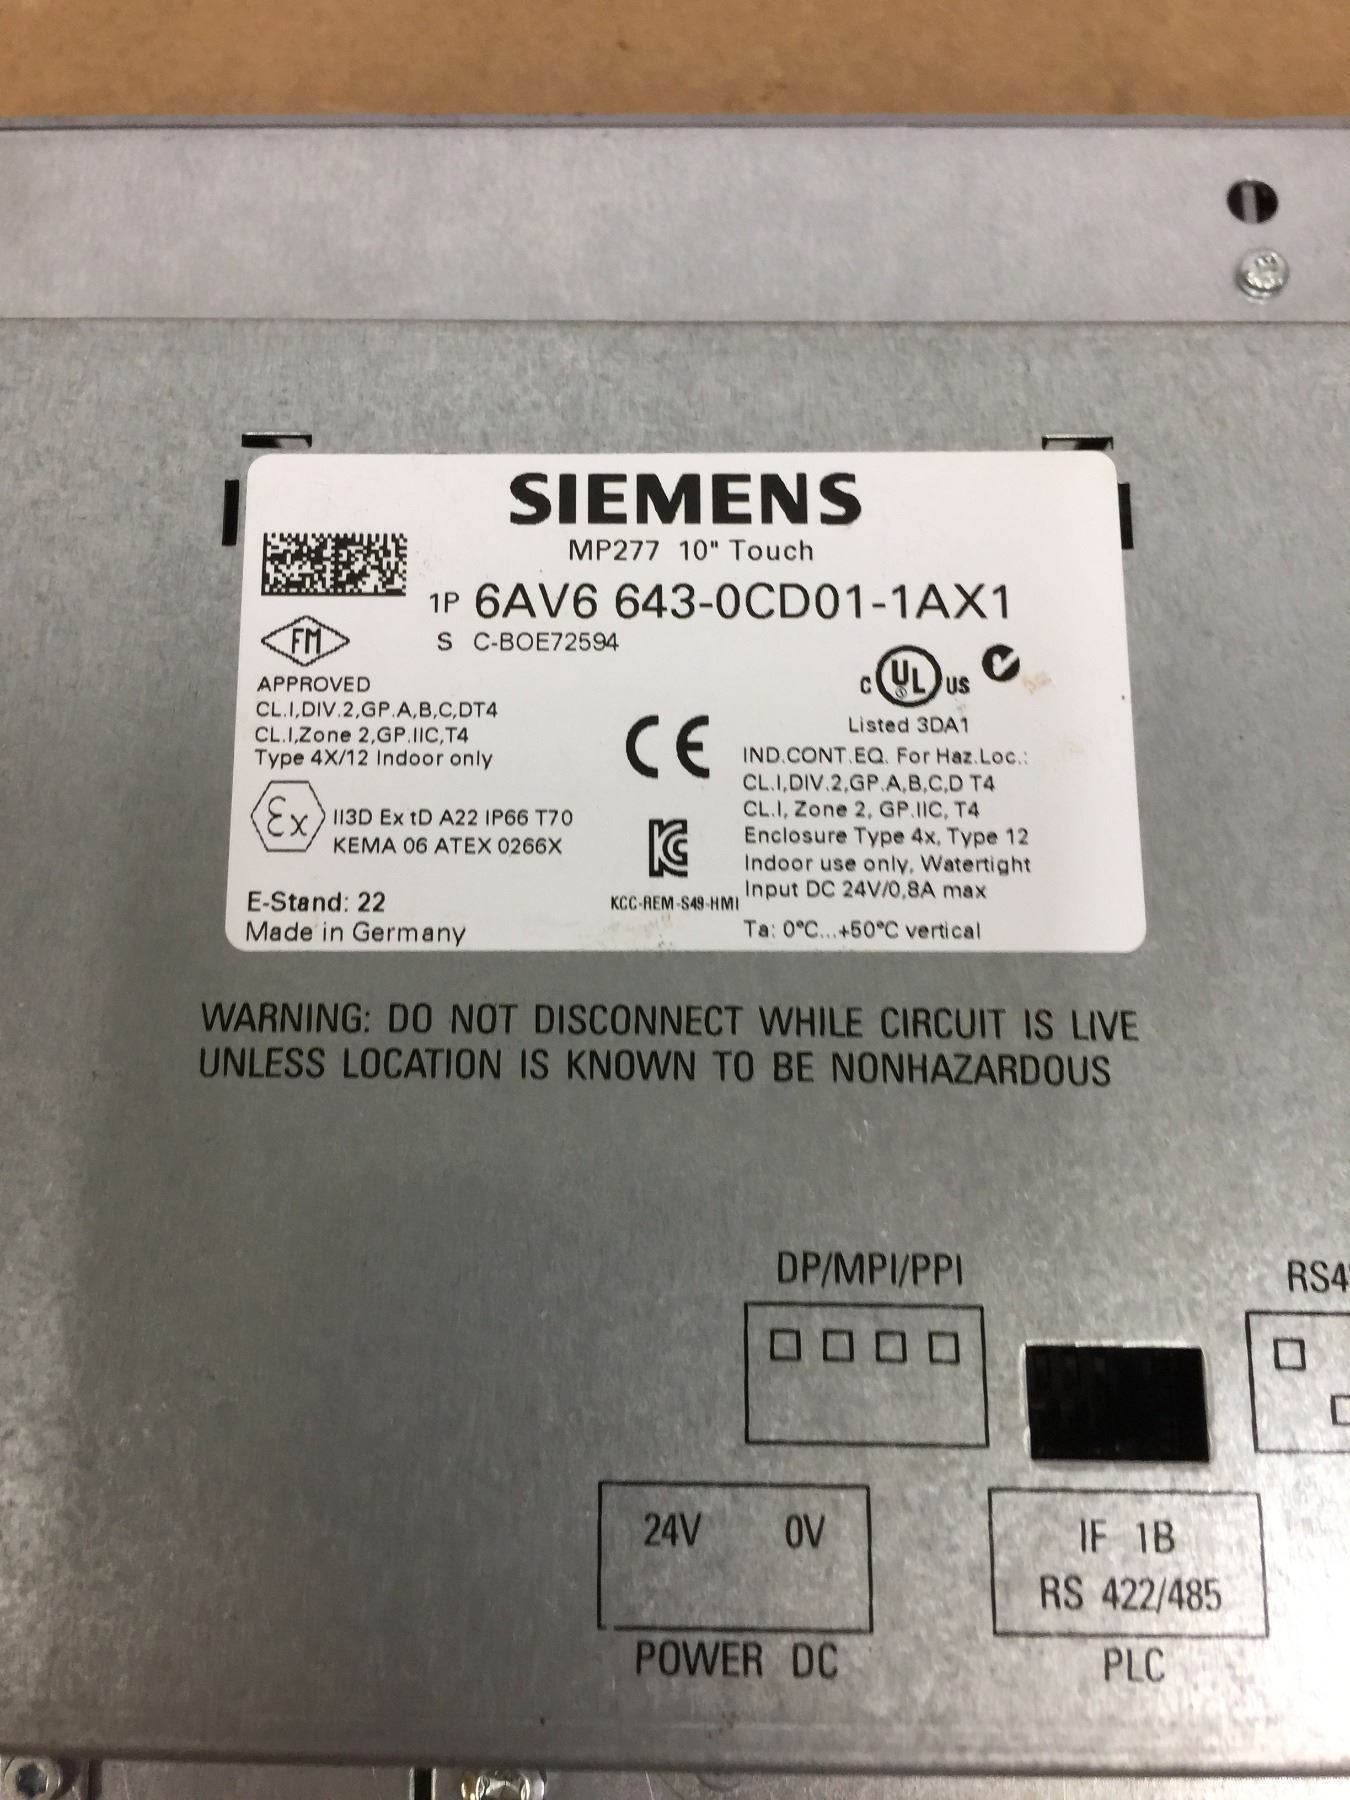 SIEMENS
MP277 10" Touch
1P 6AV6 643-0CD01-1AX1
S C-BOE72594
FM
APPROVED
CL.I,DIV.2,GP.A,B,C,DT4
CL.I,Zone 2,GP.IIC,T4
Type 4X/12 Indoor only
Ex II3D Ex tD A22 IP66 T70
KEMA 06 ATEX 0266X
E-Stand: 22
Made in Germany
CE
KC
KCC-REM-S49-HMI
C UL US
Listed 3DA1
IND.CONT.EQ. For Haz.Loc.:
CL.I,DIV.2,GP.A,B,C,D T4
CL.I, Zone 2, GP.IIC, T4
Enclosure Type 4x, Type 12
Indoor use only, Watertight
Input DC 24V/0,8A max
Ta: 0°C...+50°C vertical
WARNING: DO NOT DISCONNECT WHILE CIRCUIT IS LIVE
UNLESS LOCATION IS KNOWN TO BE NONHAZARDOUS
DP/MPI/PPI
RS4
24V 0V
POWER DC
IF 1B
RS 422/485
PLC